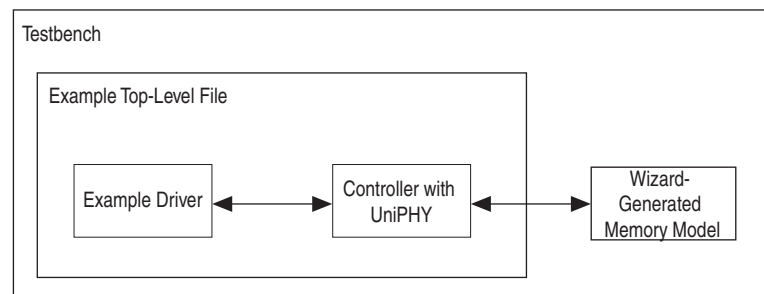 Testbench
Example Top-Level File
Example Driver
Controller with
UniPHY
Wizard-
Generated
Memory Model